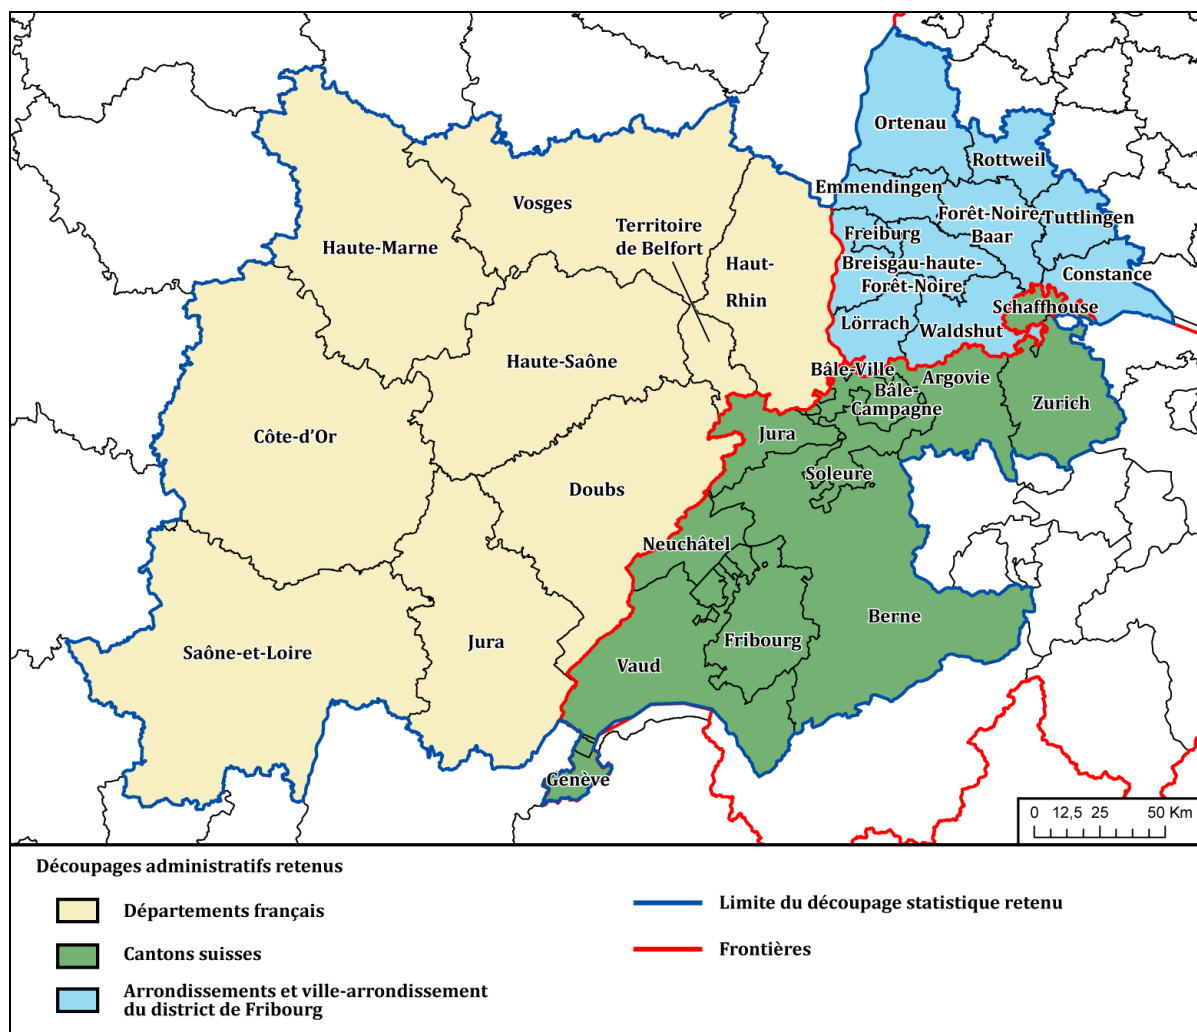 Ortenau
Rottweil
Emmendingen
Vosges
Forêt-Noire-
Baar
Tuttlingen
Territoire
de Belfort
Freiburg
Haute-Marne
Haut-
Rhin
Breisgau-haute-
Forêt-Noire
Constance
Schaffhouse
Lörrach
Waldshut
Haute-Saône
Bâle-Ville
Bâle-
Campagne
Argovie
Zurich
Côte-d'Or
Jura
Soleure
Doubs
Neuchâtel
Berne
Fribourg
Jura
Saône-et-Loire
Vaud
Genève
0 12,5 25 50 Km
Découpages administratifs retenus
Départements français
Cantons suisses
Arrondissements et ville-arrondissement
du district de Fribourg
Limite du découpage statistique retenu
Frontières